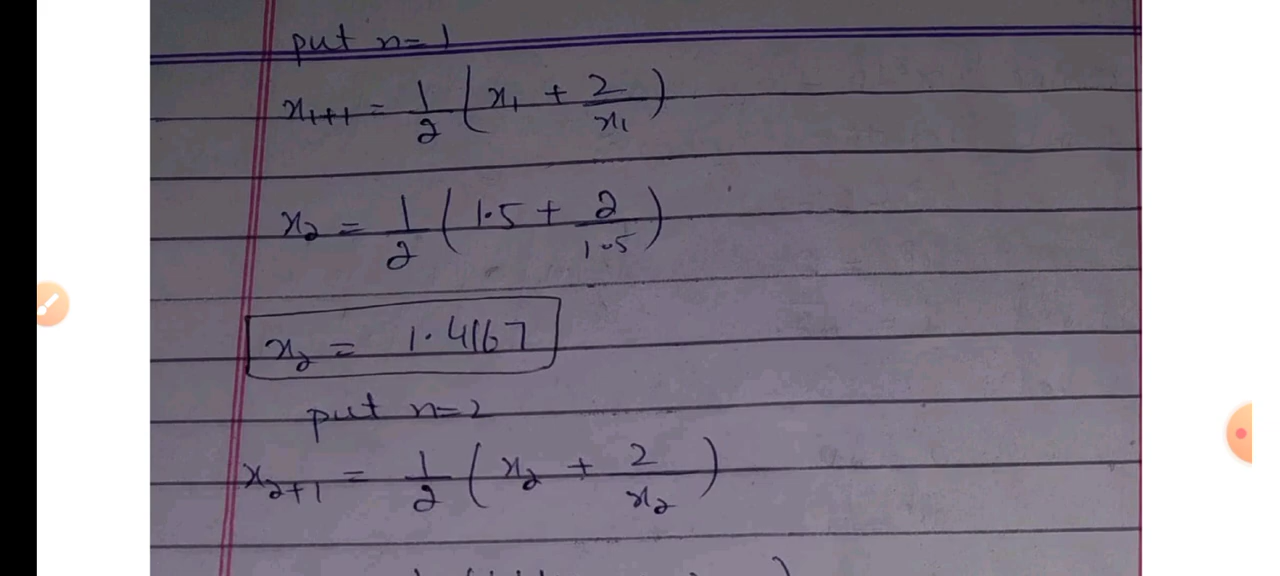 put n=1
x₁₊₁ = 1/2 (x₁ + 2/x₁)
x₂ = 1/2 (1.5 + 2/1.5)
x₂ = 1.4167
put n=2
x₂₊₁ = 1/2 (x₂ + 2/x₂)